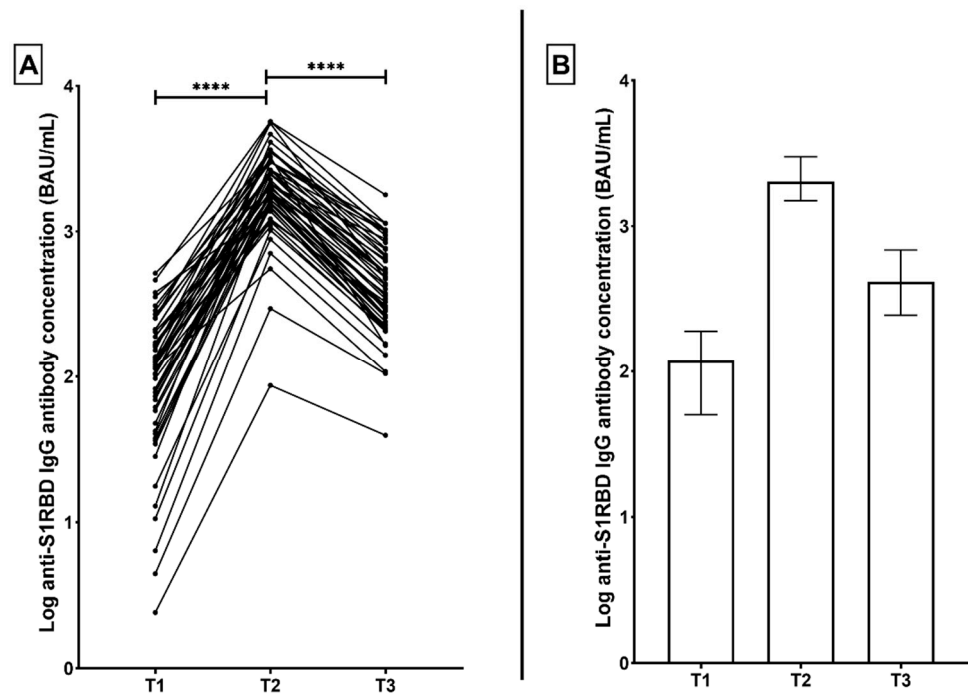 A
****
****
Log anti-S1RBD IgG antibody concentration (BAU/mL)
4
3
2
1
0
T1
T2
T3
B
Log anti-S1RBD IgG antibody concentration (BAU/mL)
4
3
2
1
0
T1
T2
T3